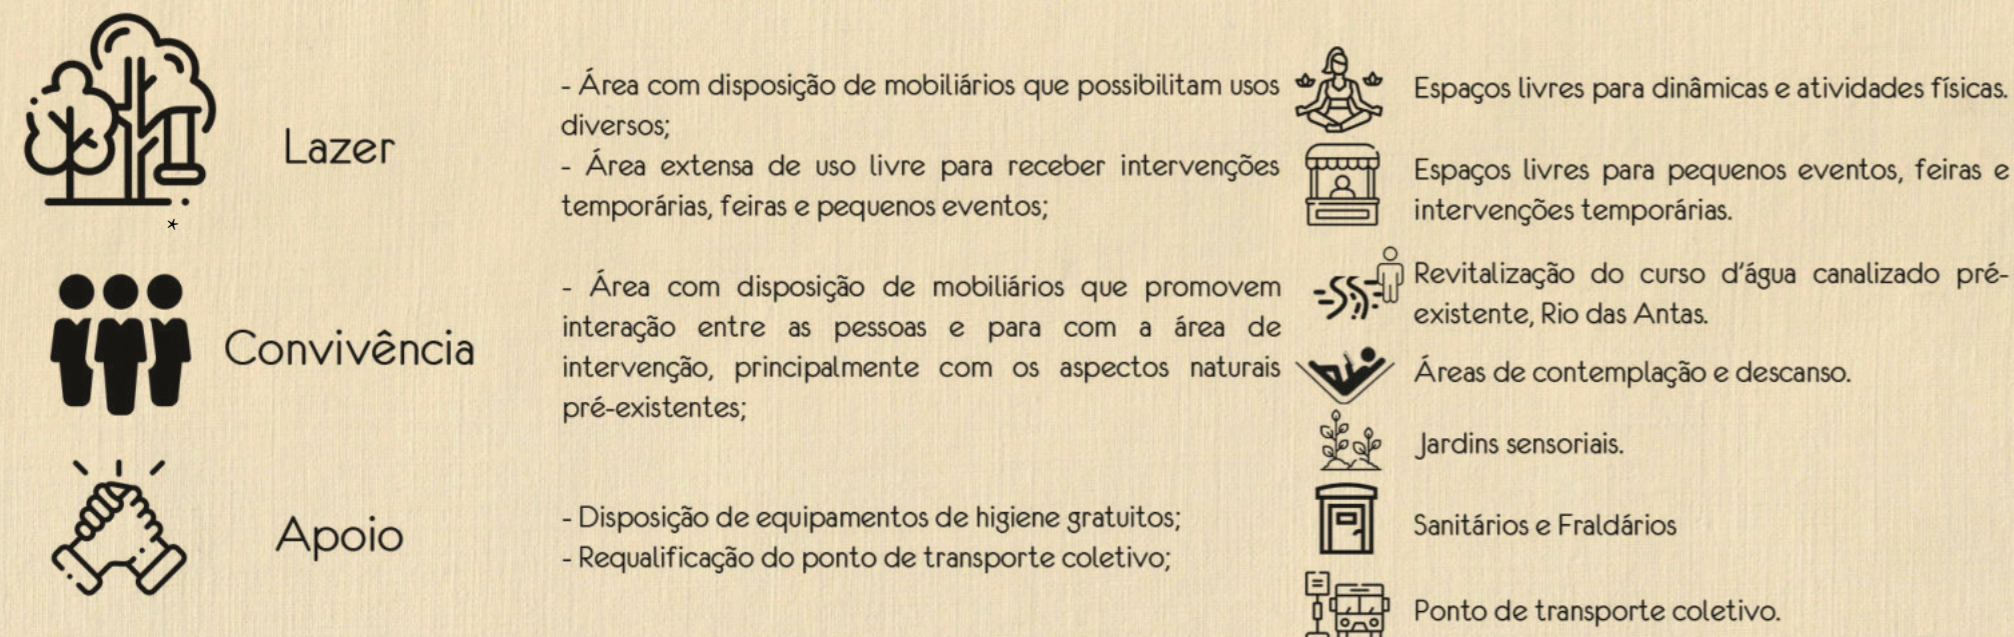 Lazer
- Área com disposição de mobiliários que possibilitam usos
diversos;
- Área extensa de uso livre para receber intervenções
temporárias, feiras e pequenos eventos;
*
Convivência
- Área com disposição de mobiliários que promovem
interação entre as pessoas e para com a área de
intervenção, principalmente com os aspectos naturais
pré-existentes;
Apoio
- Disposição de equipamentos de higiene gratuitos;
- Requalificação do ponto de transporte coletivo;
Espaços livres para dinâmicas e atividades físicas.
Espaços livres para pequenos eventos, feiras e
intervenções temporárias.
Revitalização do curso d'água canalizado pré-
existente, Rio das Antas.
Áreas de contemplação e descanso.
Jardins sensoriais.
Sanitários e Fraldários
Ponto de transporte coletivo.